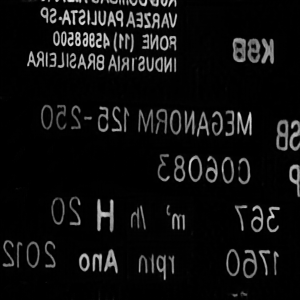 VARZEA PAULISTA-SP
FONE (11) 45968500
INDUSTRIA BRASILEIRA
KSB
SB
MEGANORM 125-250
P
C06083
367 m³/h H 20
1760 rpm Ano 2012